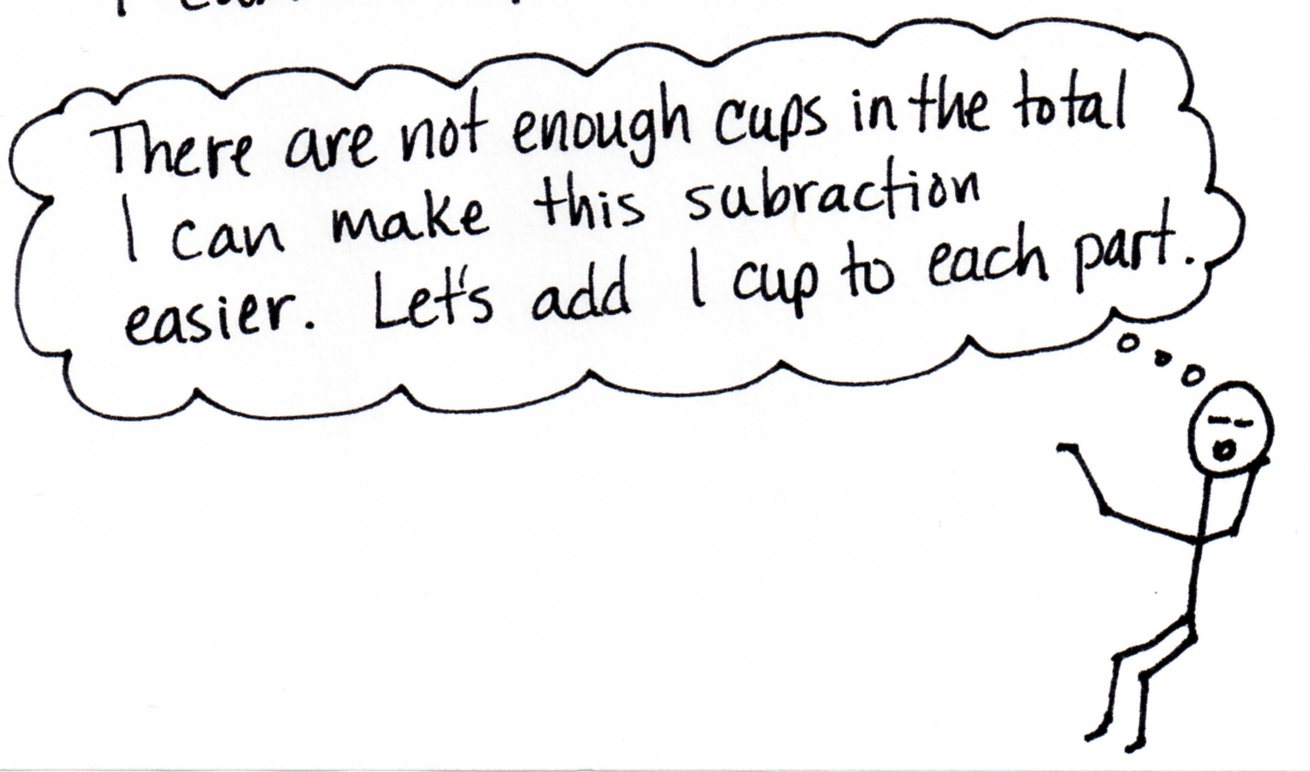 There are not enough cups in the total
I can make this subraction
easier. Let's add 1 cup to each part.